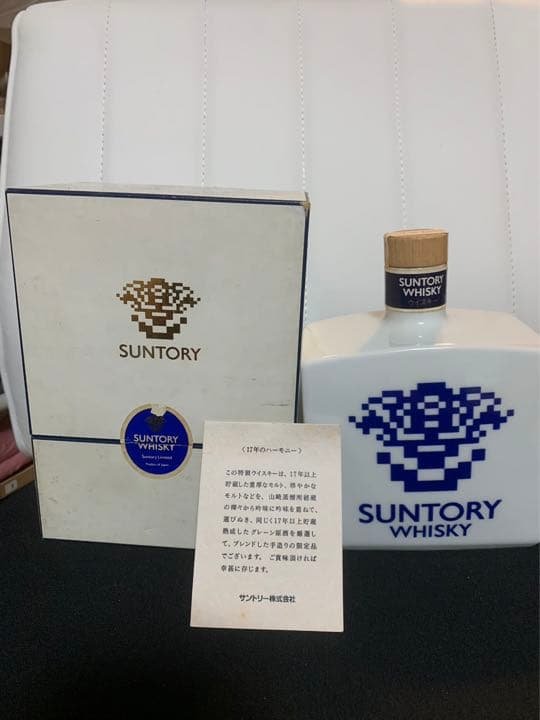 SUNTORY
SUNTORY
WHISKY
Suntory Limited
Product of Japan
〈17年のハーモニー〉
この特製ウイスキーは、17年以上
貯蔵した重厚なモルト、華やかな
モルトなどを、山崎蒸溜所秘蔵
の樽々から吟味に吟味を重ねて、
選びぬき、同じく17年以上貯蔵
熟成したグレーン原酒を厳選し
て、ブレンドした手造りの限定品
でございます。ご賞味頂ければ
幸甚に存じます。
サントリー株式会社
SUNTORY
WHISKY
ウイスキー
SUNTORY
WHISKY